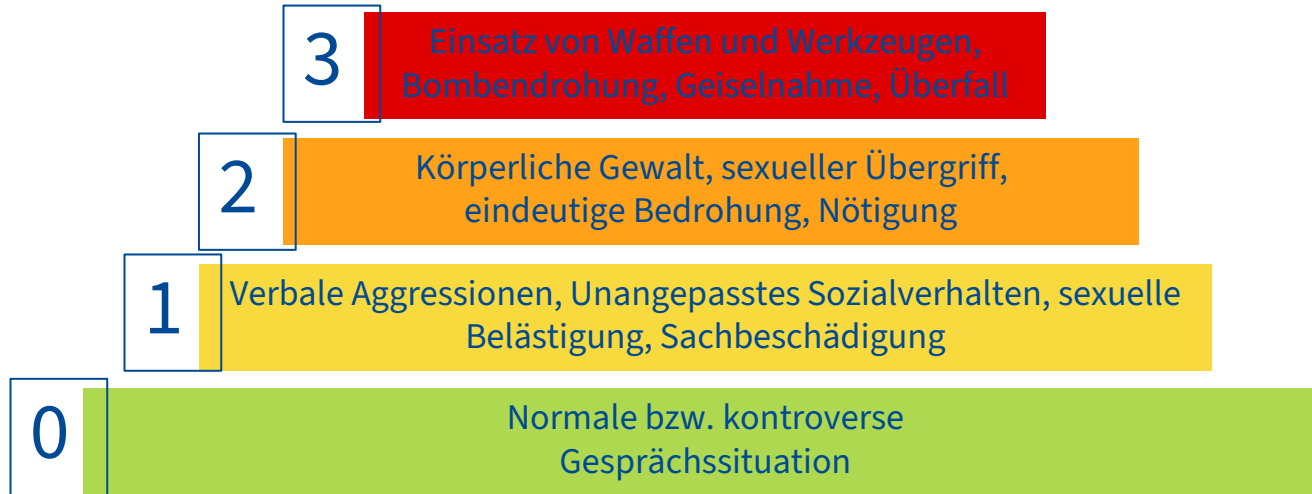 3
Einsatz von Waffen und Werkzeugen,
Bombendrohung, Geiselnahme, Überfall
2
Körperliche Gewalt, sexueller Übergriff,
eindeutige Bedrohung, Nötigung
1
Verbale Aggressionen, Unangepasstes Sozialverhalten, sexuelle
Belästigung, Sachbeschädigung
0
Normale bzw. kontroverse
Gesprächssituation